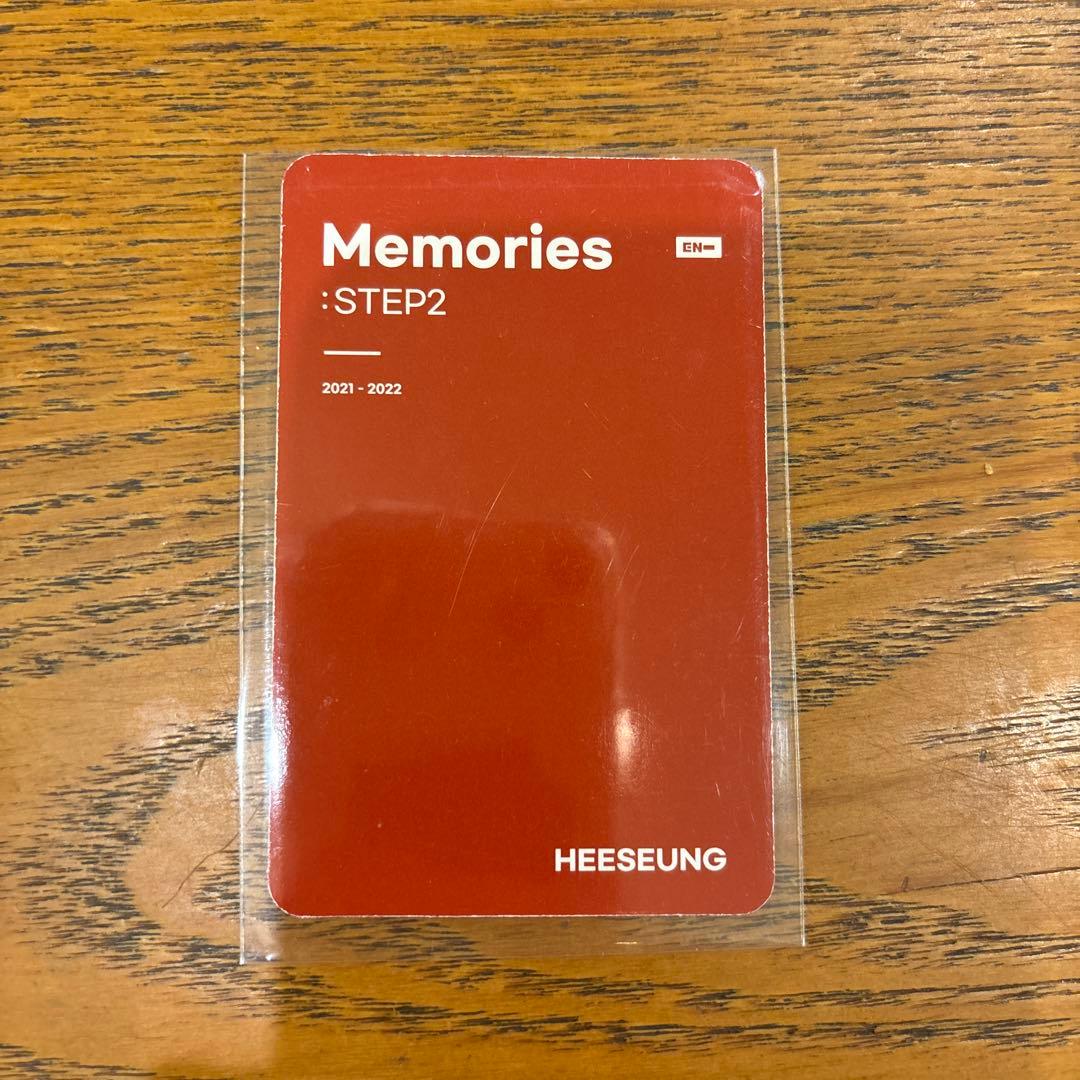 Memories
EN-
:STEP2
2021 - 2022
HEESEUNG